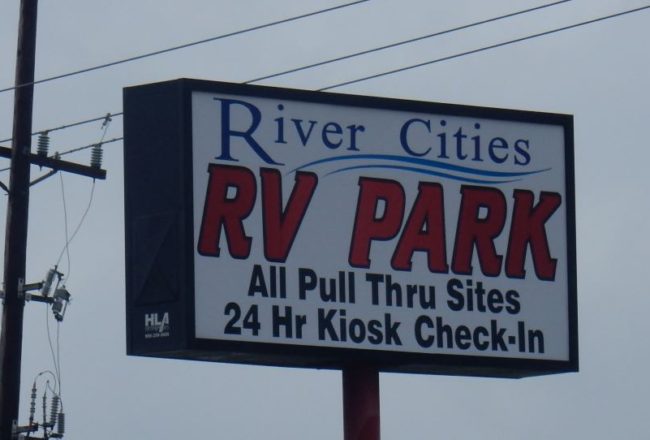 River Cities
RV PARK
All Pull Thru Sites
24 Hr Kiosk Check-In
HLA